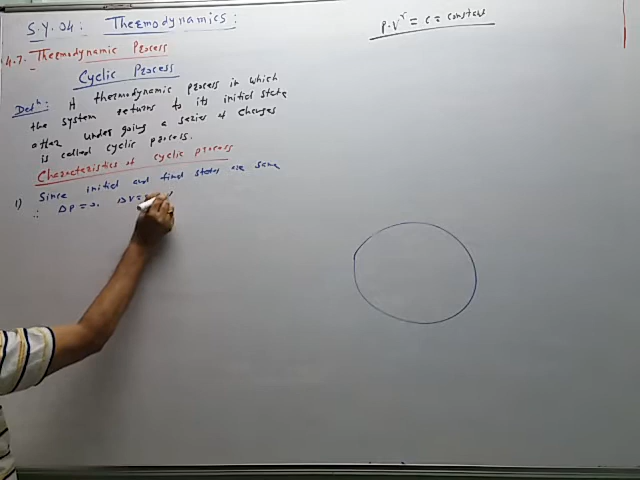 S.Y. 04: Thermodynamics:
P.V^γ = c = constant
4.7. Thermodynamic Process
Cyclic Process
Defn: A thermodynamic process in which
the system returns to its initial state
after undergoing a series of changes
is called cyclic process.
Characteristics of cyclic process
1) Since initial and final states are same
∴ ΔP = 0. ΔV =